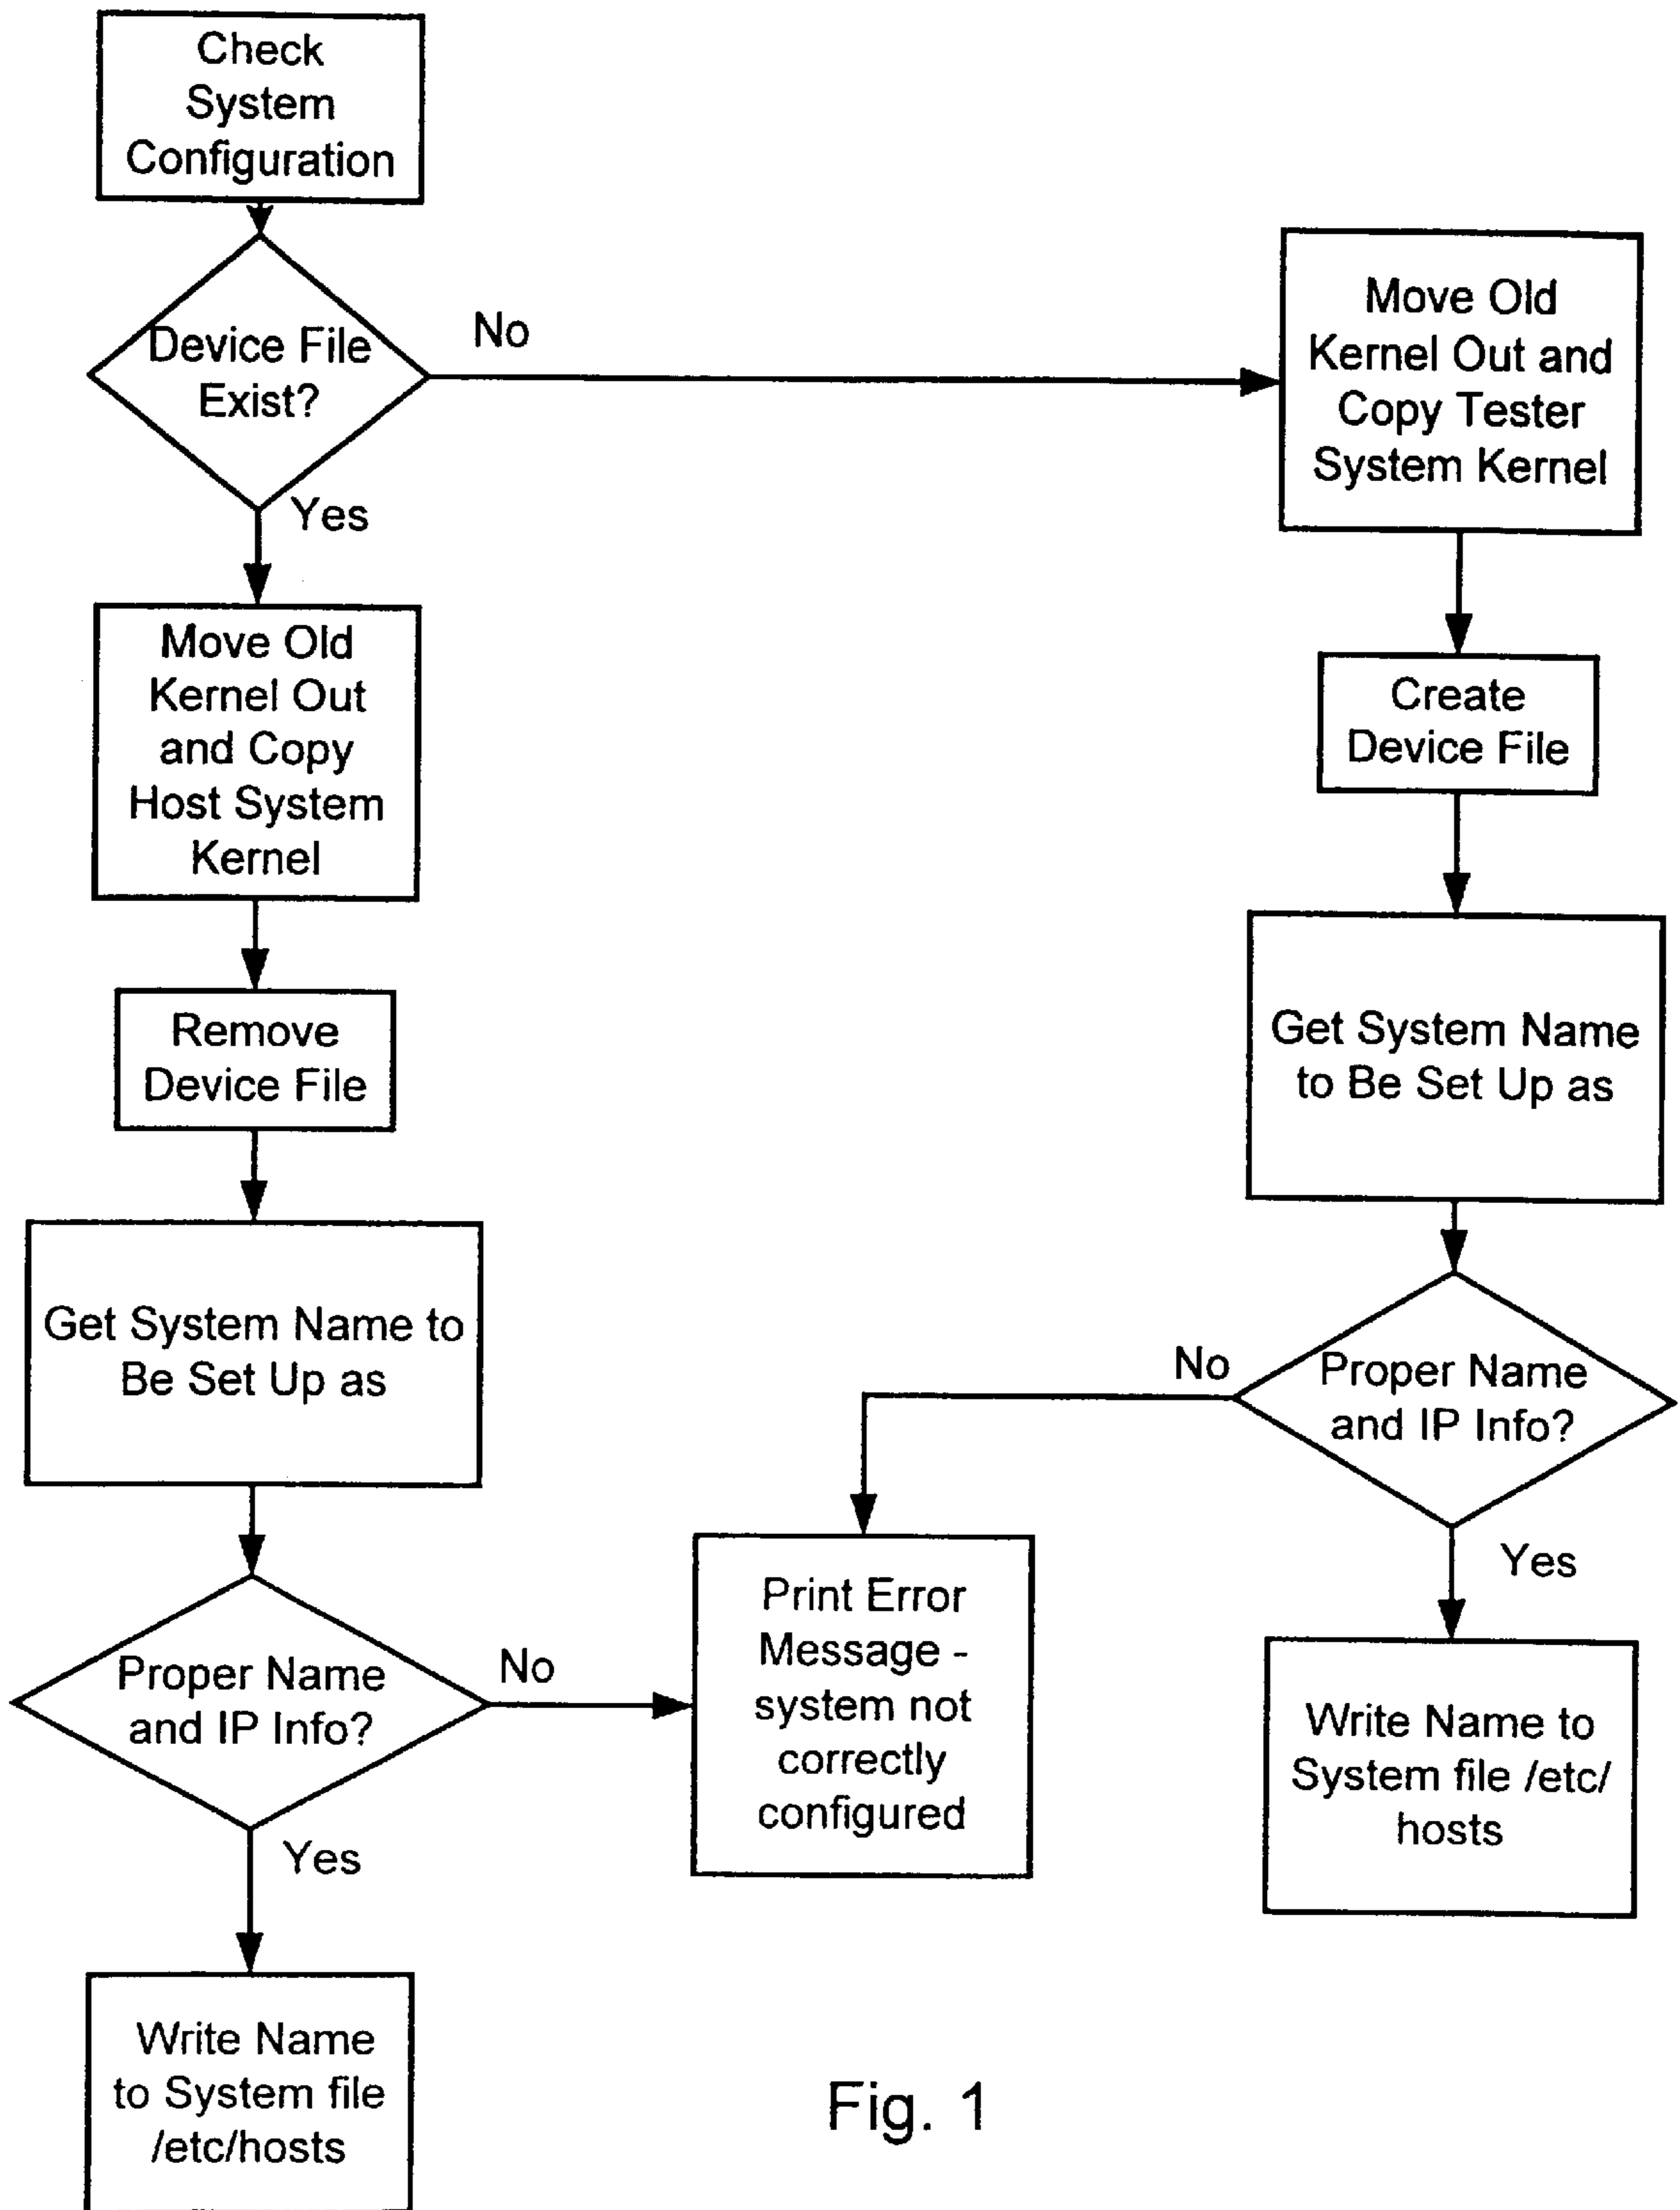 Check
System
Configuration
Device File
Exist?
No
Yes
Move Old
Kernel Out
and Copy
Host System
Kernel
Remove
Device File
Get System Name to
Be Set Up as
Proper Name
and IP Info?
No
Yes
Write Name
to System file
/etc/hosts
Print Error
Message -
system not
correctly
configured
Move Old
Kernel Out and
Copy Tester
System Kernel
Create
Device File
Get System Name
to Be Set Up as
Proper Name
and IP Info?
No
Yes
Write Name to
System file /etc/
hosts
Fig. 1